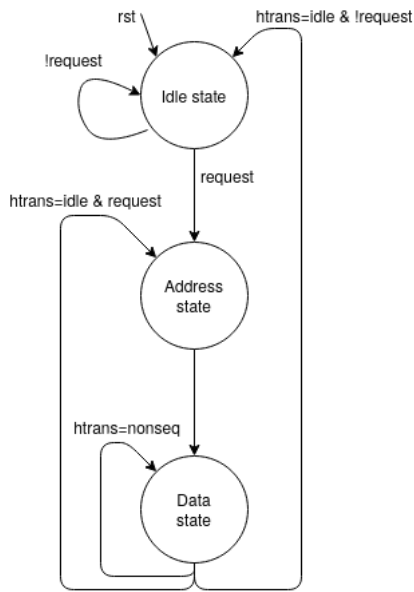 rst
htrans=idle & !request
!request
Idle state
request
htrans=idle & request
Address
state
htrans=nonseq
Data
state